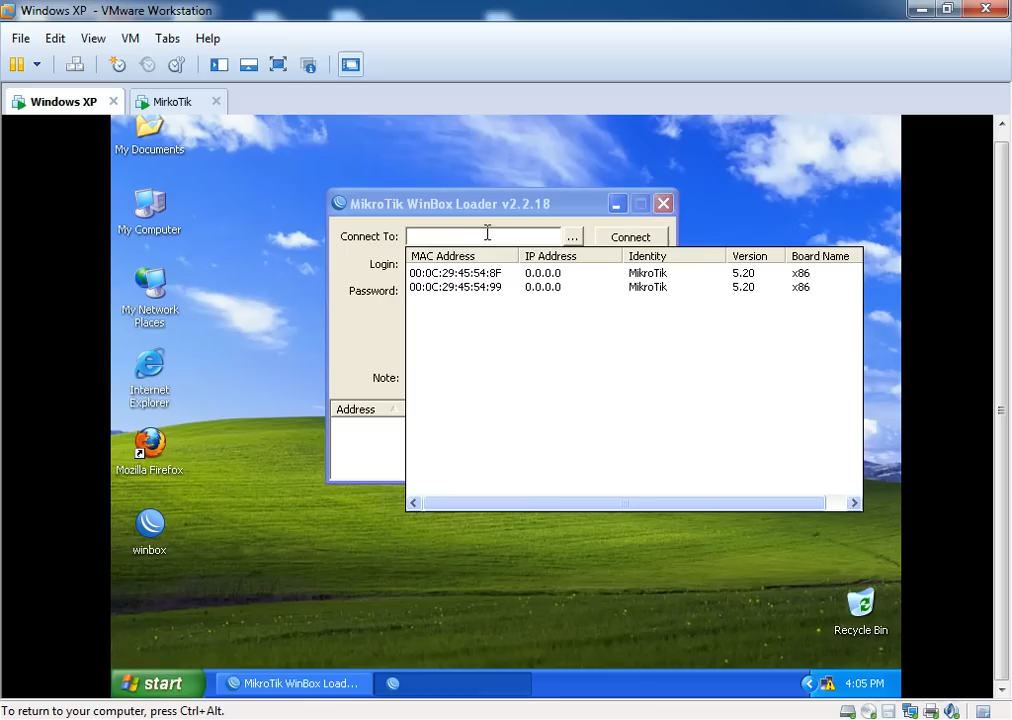 Windows XP - VMware Workstation
File Edit View VM Tabs Help
Windows XP MirkoTik
My Documents
My Computer
My Network
Places
Internet
Explorer
Mozilla Firefox
winbox
Recycle Bin
MikroTik WinBox Loader v2.2.18
Connect To: ... Connect
Login:
Password:
Note:
Address
MAC Address IP Address Identity Version Board Name
00:0C:29:45:54:8F 0.0.0.0 MikroTik 5.20 x86
00:0C:29:45:54:99 0.0.0.0 MikroTik 5.20 x86
start MikroTik WinBox Load... 4:05 PM
To return to your computer, press Ctrl+Alt.